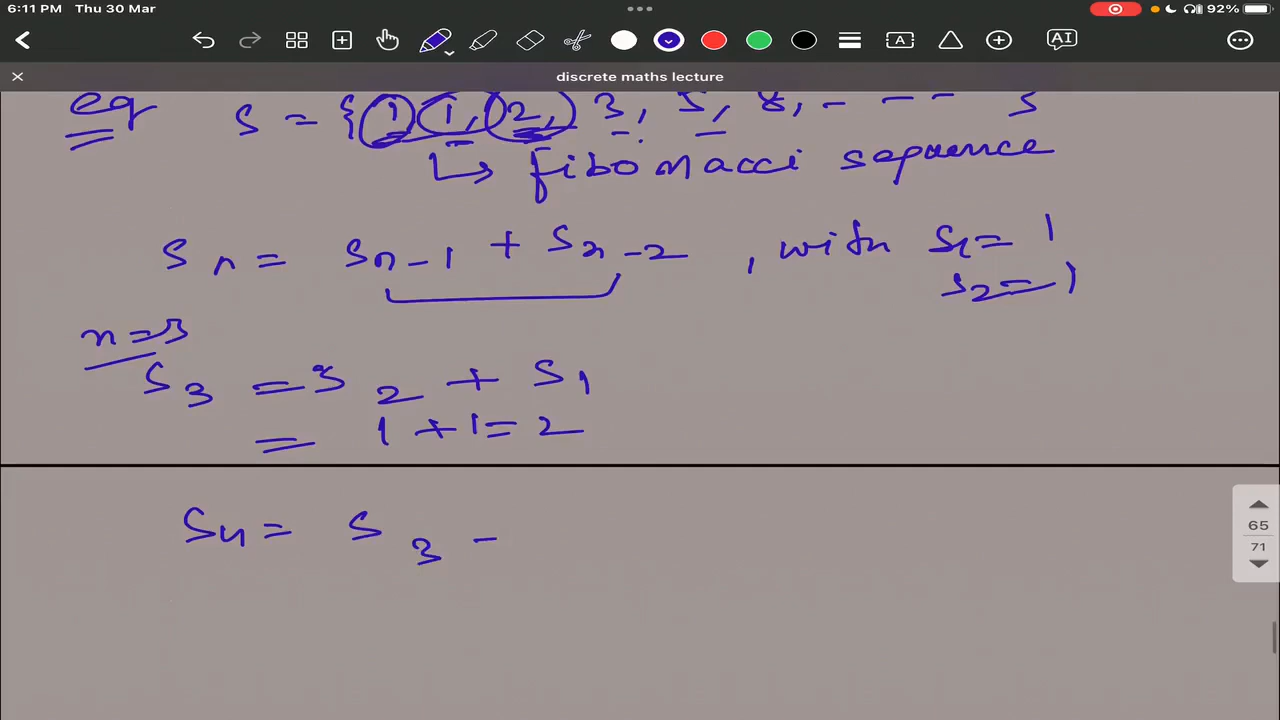 6:11 PM Thu 30 Mar
92%
A
AI
discrete maths lecture
eg S = {1, 1, 2, 3, 5, 8, - - - }
↳ fibonacci sequence
Sn = Sn-1 + Sn-2 , with S1 = 1
S2 = 1
n=3
S3 = S2 + S1
= 1 + 1 = 2
S4 = S3 -
65
71